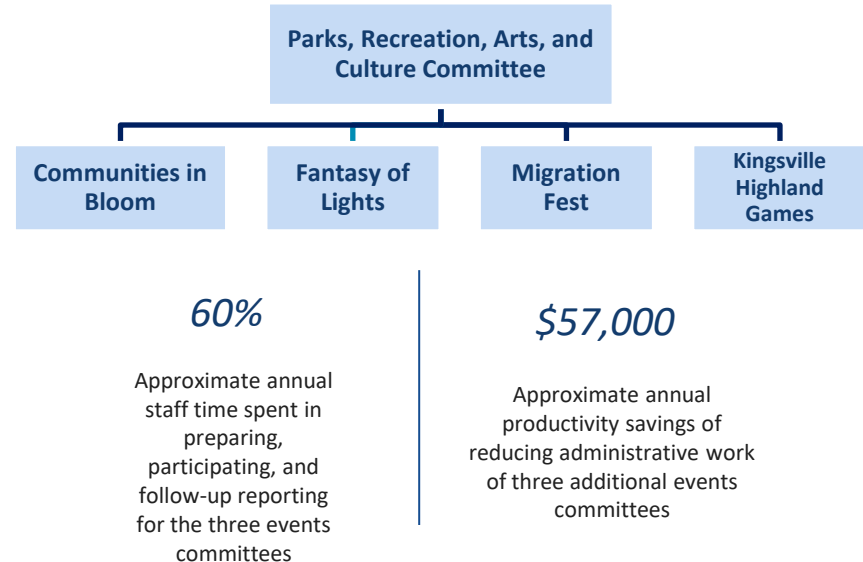 Parks, Recreation, Arts, and
Culture Committee
Communities in
Bloom
Fantasy of
Lights
Migration
Fest
Kingsville
Highland
Games
60%
Approximate annual
staff time spent in
preparing,
participating, and
follow-up reporting
for the three events
committees
$57,000
Approximate annual
productivity savings of
reducing administrative work
of three additional events
committees